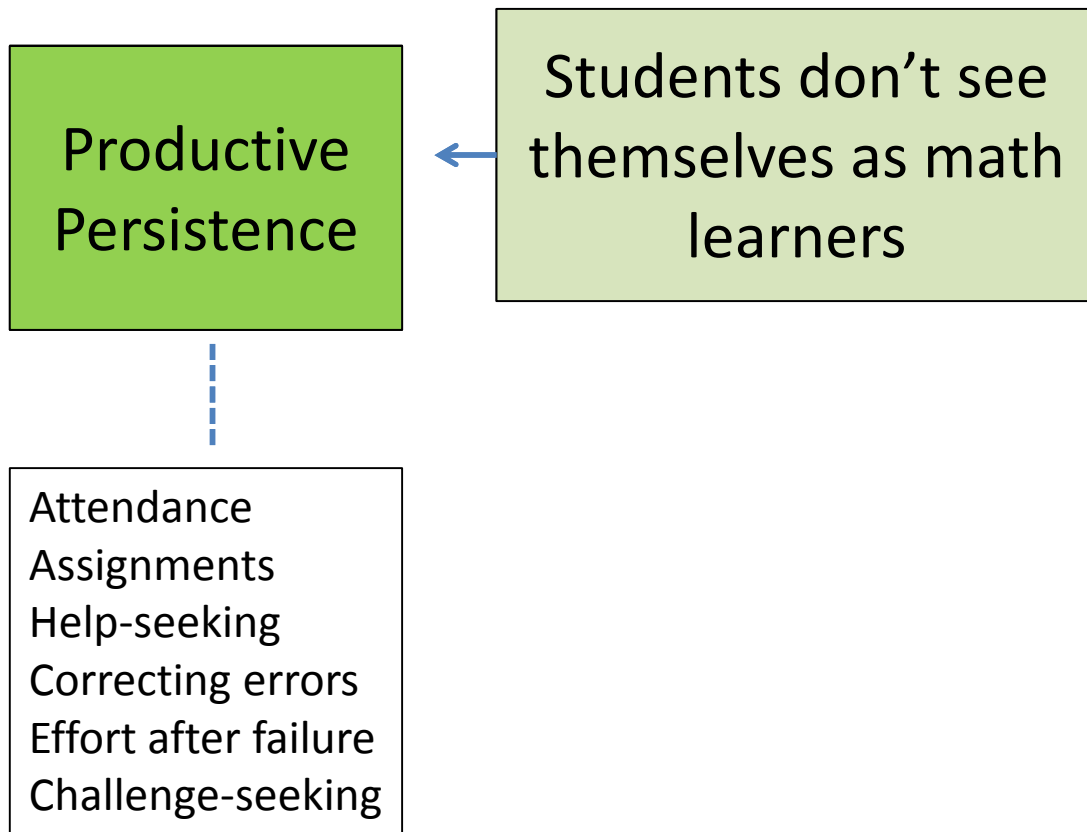 Productive
Persistence
Students don’t see
themselves as math
learners
Attendance
Assignments
Help-seeking
Correcting errors
Effort after failure
Challenge-seeking